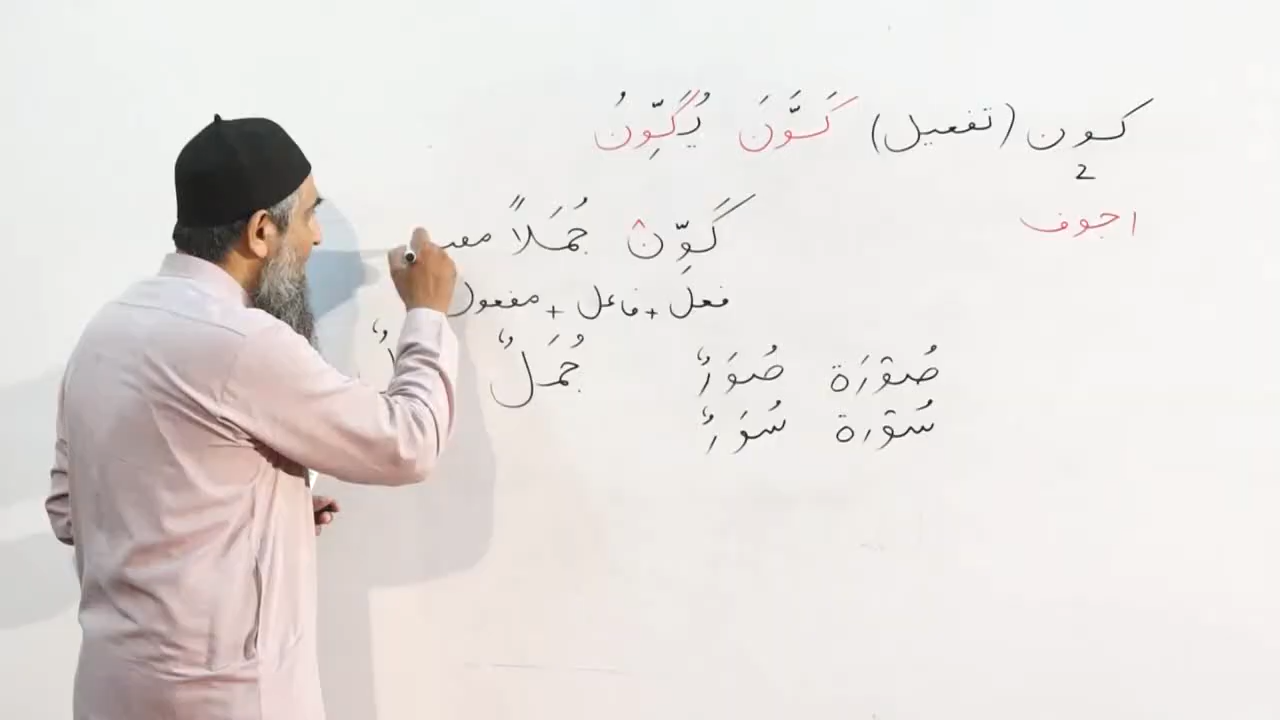 كون (تفعيل) كَوَّنَ يُكَوِّنُ
2
اجوف
كَوِّنْ جُمَلاً
فعل + فاعل + مفعول
صُوْرَة صُوَرٌ جُمَلٌ
سُوْرَة سُوَرٌ